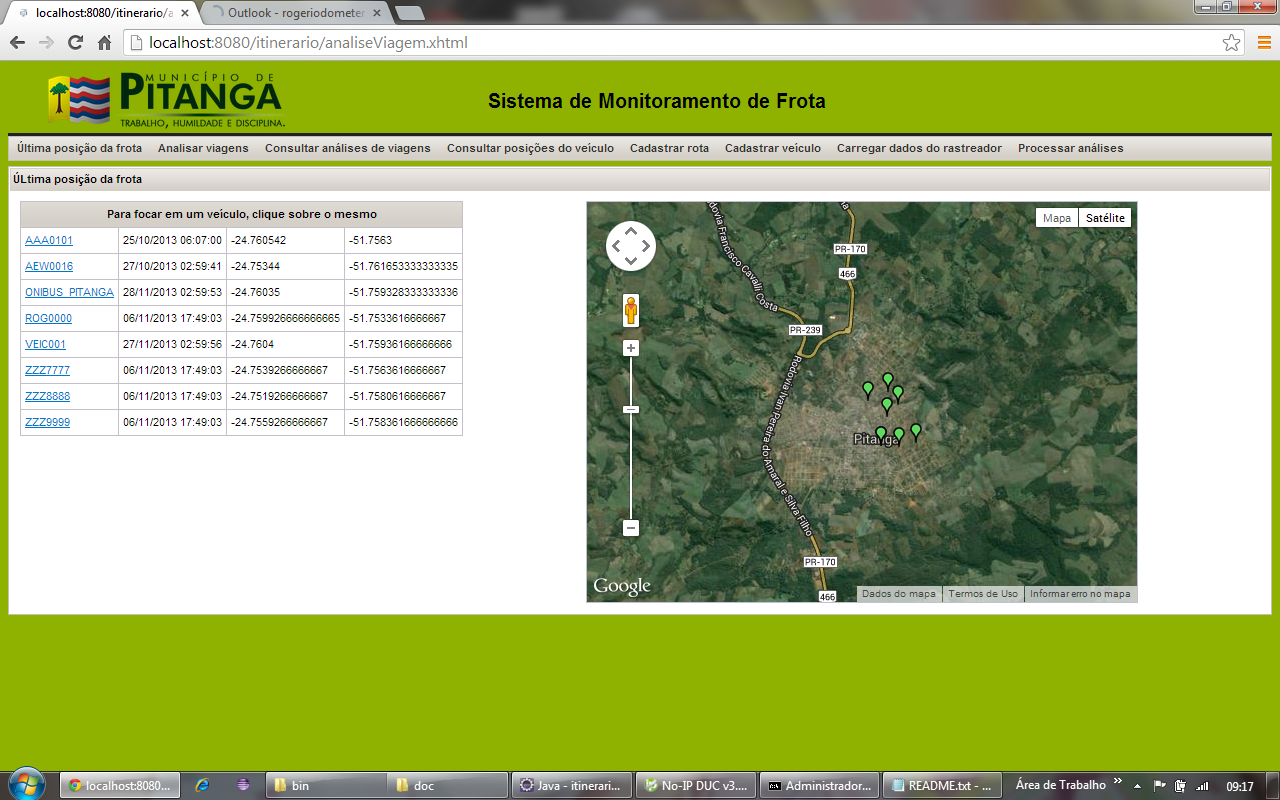 localhost:8080/itinerario/a
Outlook - rogeriodometer
localhost:8080/itinerario/analiseViagem.xhtml
MUNICÍPIO DE
PITANGA
TRABALHO, HUMILDADE E DISCIPLINA.
Sistema de Monitoramento de Frota
Última posição da frota Analisar viagens Consultar análises de viagens Consultar posições do veículo Cadastrar rota Cadastrar veículo Carregar dados do rastreador Processar análises
ÚLtima posição da frota
Para focar em um veículo, clique sobre o mesmo
AAA0101 25/10/2013 06:07:00 -24.760542 -51.7563
AEW0016 27/10/2013 02:59:41 -24.75344 -51.761653333333335
ONIBUS_PITANGA 28/11/2013 02:59:53 -24.76035 -51.759328333333336
ROG0000 06/11/2013 17:49:03 -24.759926666666665 -51.7533616666667
VEIC001 27/11/2013 02:59:56 -24.7604 -51.75936166666666
ZZZ7777 06/11/2013 17:49:03 -24.7539266666667 -51.7563616666667
ZZZ8888 06/11/2013 17:49:03 -24.7519266666667 -51.7580616666667
ZZZ9999 06/11/2013 17:49:03 -24.7559266666667 -51.758361666666666
Mapa Satélite
odovia Francisco Cavalli Costa
PR-170
466
PR-239
Rodovia Ivan Pereira do Amaral e Silva Filho
Pitanga
PR-170
466
Google
Dados do mapa Termos de Uso Informar erro no mapa
localhost:8080... bin doc Java - itinerari... No-IP DUC v3.... Administrador... README.txt - ... Área de Trabalho » 09:17